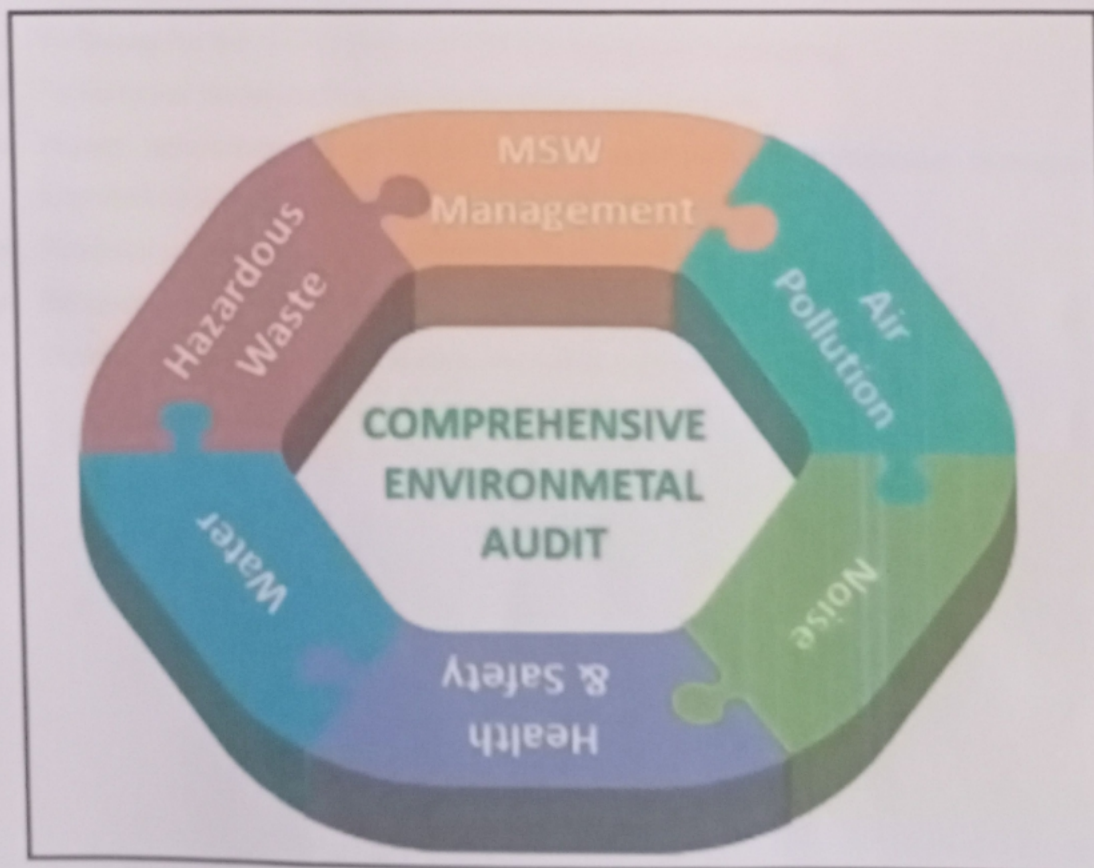 MSW
Management
Air
Pollution
Noise
Health
& Safety
Water
Hazardous
Waste
COMPREHENSIVE
ENVIRONMETAL
AUDIT